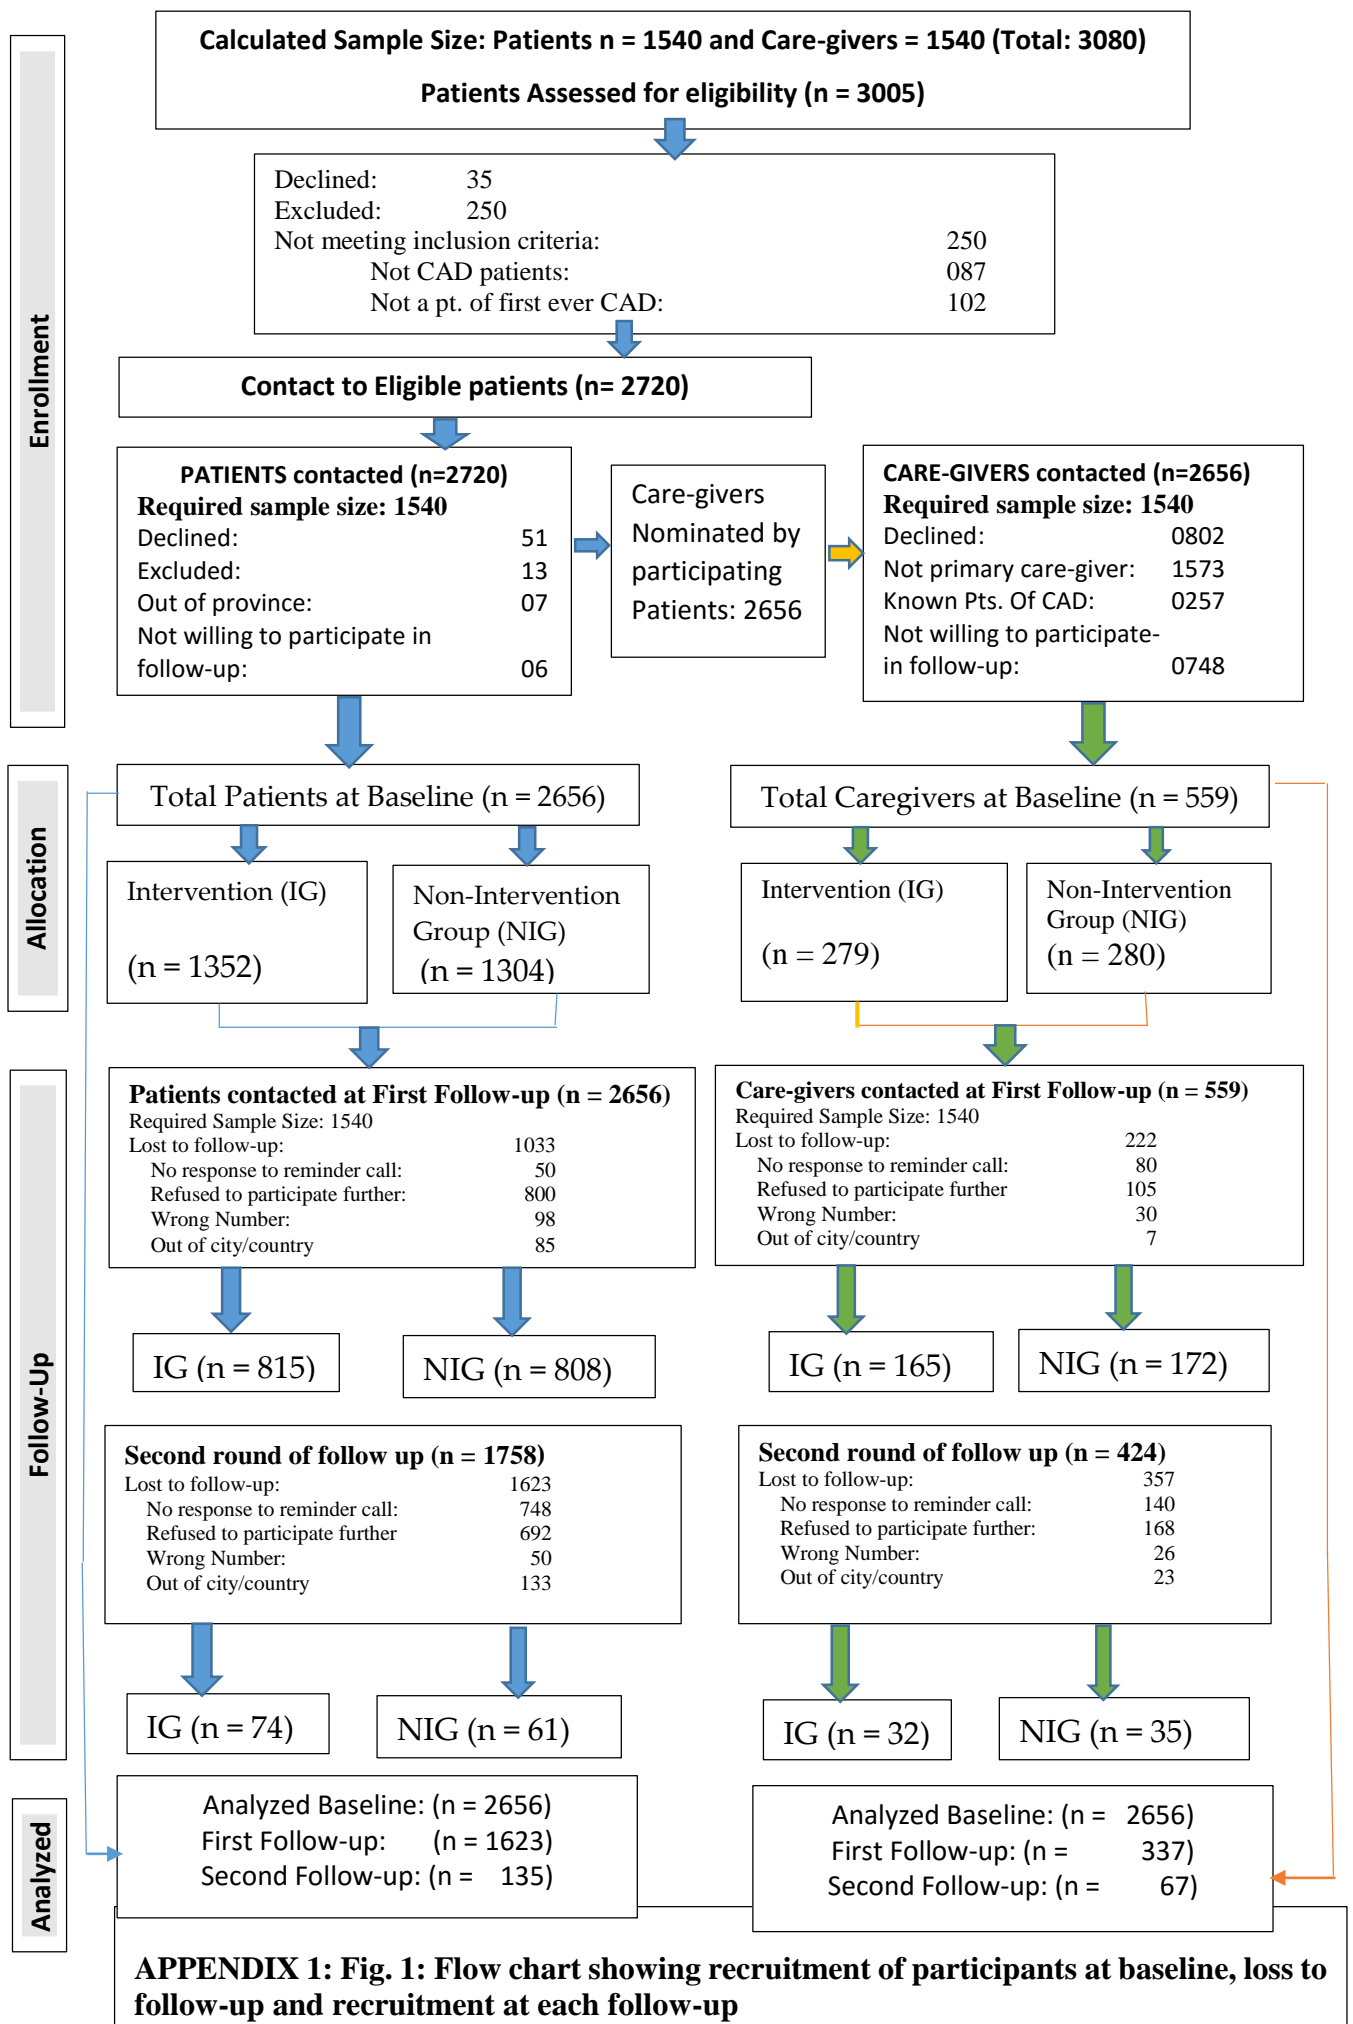 Calculated Sample Size: Patients n = 1540 and Care-givers = 1540 (Total: 3080)
Patients Assessed for eligibility (n = 3005)
Declined: 35
Excluded: 250
Not meeting inclusion criteria: 250
Not CAD patients: 087
Not a pt. of first ever CAD: 102
Enrollment
Contact to Eligible patients (n= 2720)
PATIENTS contacted (n=2720)
Required sample size: 1540
Declined: 51
Excluded: 13
Out of province: 07
Not willing to participate in
follow-up: 06
Care-givers
Nominated by
participating
Patients: 2656
CARE-GIVERS contacted (n=2656)
Required sample size: 1540
Declined: 0802
Not primary care-giver: 1573
Known Pts. Of CAD: 0257
Not willing to participate-
in follow-up: 0748
Allocation
Total Patients at Baseline (n = 2656)
Total Caregivers at Baseline (n = 559)
Intervention (IG)
(n = 1352)
Non-Intervention
Group (NIG)
(n = 1304)
Intervention (IG)
(n = 279)
Non-Intervention
Group (NIG)
(n = 280)
Follow-Up
Patients contacted at First Follow-up (n = 2656)
Required Sample Size: 1540
Lost to follow-up: 1033
No response to reminder call: 50
Refused to participate further: 800
Wrong Number: 98
Out of city/country 85
Care-givers contacted at First Follow-up (n = 559)
Required Sample Size: 1540
Lost to follow-up: 222
No response to reminder call: 80
Refused to participate further 105
Wrong Number: 30
Out of city/country 7
IG (n = 815)
NIG (n = 808)
IG (n = 165)
NIG (n = 172)
Second round of follow up (n = 1758)
Lost to follow-up: 1623
No response to reminder call: 748
Refused to participate further 692
Wrong Number: 50
Out of city/country 133
Second round of follow up (n = 424)
Lost to follow-up: 357
No response to reminder call: 140
Refused to participate further: 168
Wrong Number: 26
Out of city/country 23
IG (n = 74)
NIG (n = 61)
IG (n = 32)
NIG (n = 35)
Analyzed
Analyzed Baseline: (n = 2656)
First Follow-up: (n = 1623)
Second Follow-up: (n = 135)
Analyzed Baseline: (n = 2656)
First Follow-up: (n = 337)
Second Follow-up: (n = 67)
APPENDIX 1: Fig. 1: Flow chart showing recruitment of participants at baseline, loss to
follow-up and recruitment at each follow-up